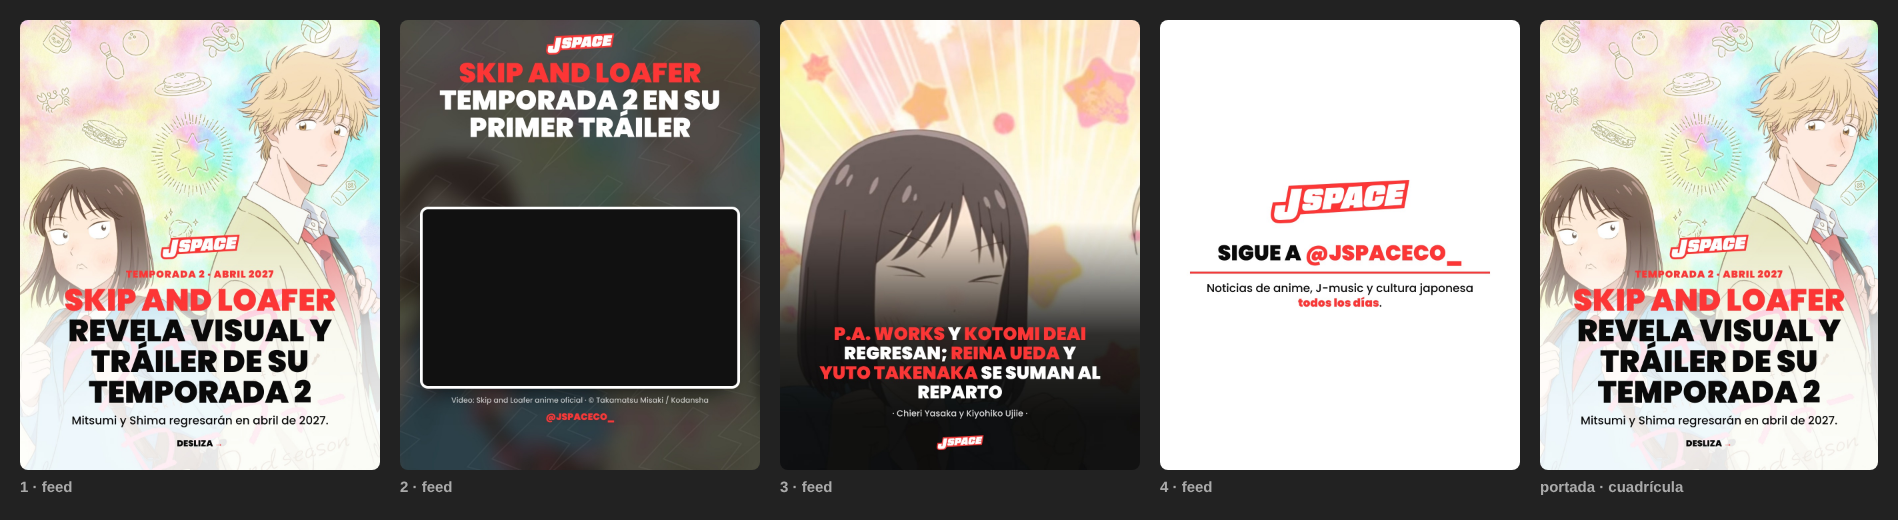 JSPACE
TEMPORADA 2 · ABRIL 2027
SKIP AND LOAFER
REVELA VISUAL Y
TRÁILER DE SU
TEMPORADA 2
Mitsumi y Shima regresarán en abril de 2027.
DESLIZA
season
1 · feed
JSPACE
SKIP AND LOAFER
TEMPORADA 2 EN SU
PRIMER TRÁILER
Video: Skip and Loafer anime oficial · © Takamatsu Misaki / Kodansha
@JSPACECO_
2 · feed
P.A. WORKS Y KOTOMI DEAI
REGRESAN; REINA UEDA Y
YUTO TAKENAKA SE SUMAN AL
REPARTO
· Chieri Yasaka y Kiyohiko Ujiie ·
JSPACE
3 · feed
JSPACE
SIGUE A @JSPACECO_
Noticias de anime, J-music y cultura japonesa
todos los días.
4 · feed
JSPACE
TEMPORADA 2 · ABRIL 2027
SKIP AND LOAFER
REVELA VISUAL Y
TRÁILER DE SU
TEMPORADA 2
Mitsumi y Shima regresarán en abril de 2027.
DESLIZA
season
portada · cuadrícula